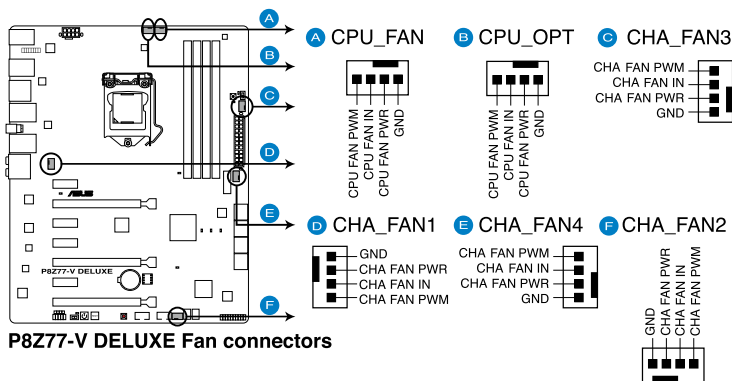 A
B
C
D
E
F
A CPU_FAN
CPU FAN PWM
CPU FAN IN
CPU FAN PWR
GND
B CPU_OPT
CPU FAN PWM
CPU FAN IN
CPU FAN PWR
GND
C CHA_FAN3
CHA FAN PWM
CHA FAN IN
CHA FAN PWR
GND
D CHA_FAN1
GND
CHA FAN PWR
CHA FAN IN
CHA FAN PWM
E CHA_FAN4
CHA FAN PWM
CHA FAN IN
CHA FAN PWR
GND
F CHA_FAN2
GND
CHA FAN PWR
CHA FAN IN
CHA FAN PWM
ASUS
P8Z77-V DELUXE
P8Z77-V DELUXE Fan connectors